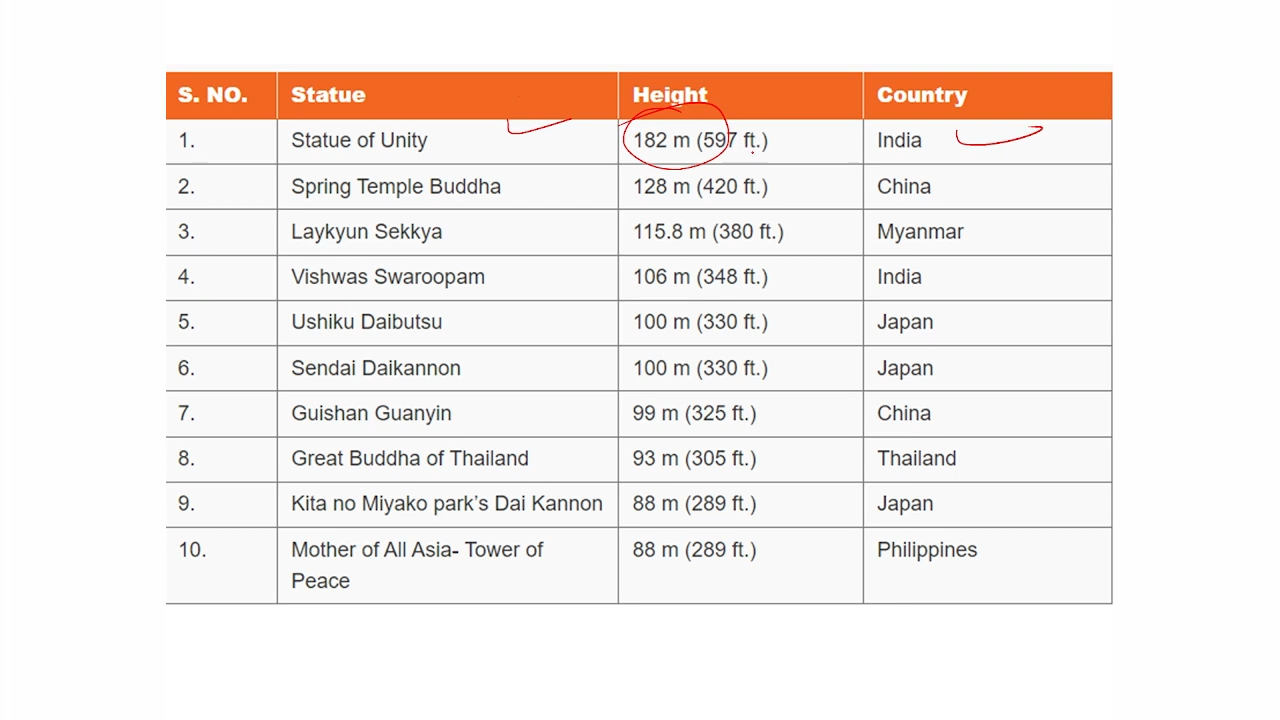 S. NO. Statue Height Country
1. Statue of Unity 182 m (597 ft.) India
2. Spring Temple Buddha 128 m (420 ft.) China
3. Laykyun Sekkya 115.8 m (380 ft.) Myanmar
4. Vishwas Swaroopam 106 m (348 ft.) India
5. Ushiku Daibutsu 100 m (330 ft.) Japan
6. Sendai Daikannon 100 m (330 ft.) Japan
7. Guishan Guanyin 99 m (325 ft.) China
8. Great Buddha of Thailand 93 m (305 ft.) Thailand
9. Kita no Miyako park’s Dai Kannon 88 m (289 ft.) Japan
10. Mother of All Asia- Tower of 88 m (289 ft.) Philippines
Peace